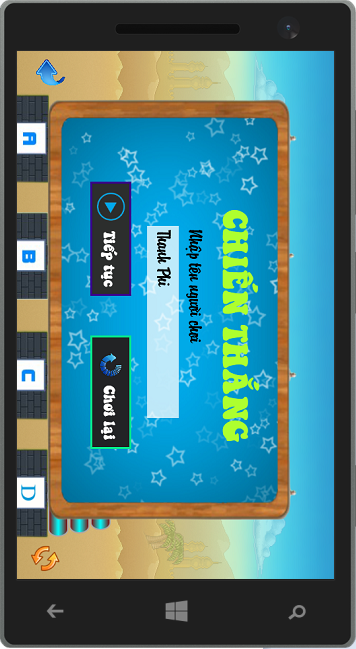 CHIẾN THẮNG
Nhập tên người chơi
Thanh Phi
Tiếp tục
Chơi lại
A
B
C
D